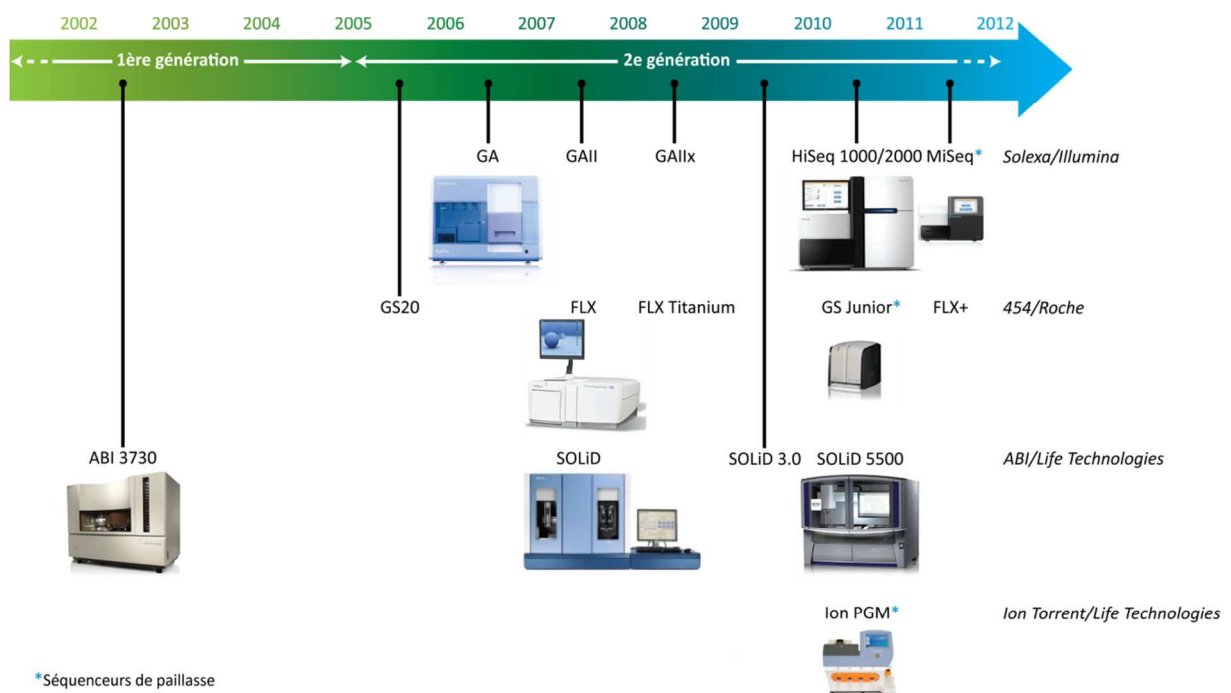 2002 2003 2004 2005 2006 2007 2008 2009 2010 2011 2012
1ère génération 2e génération
GA GAII GAIIx HiSeq 1000/2000 MiSeq* Solexa/Illumina
GS20 FLX FLX Titanium GS Junior* FLX+ 454/Roche
ABI 3730 SOLiD SOLiD 3.0 SOLiD 5500 ABI/Life Technologies
Ion PGM* Ion Torrent/Life Technologies
*Séquenceurs de paillasse